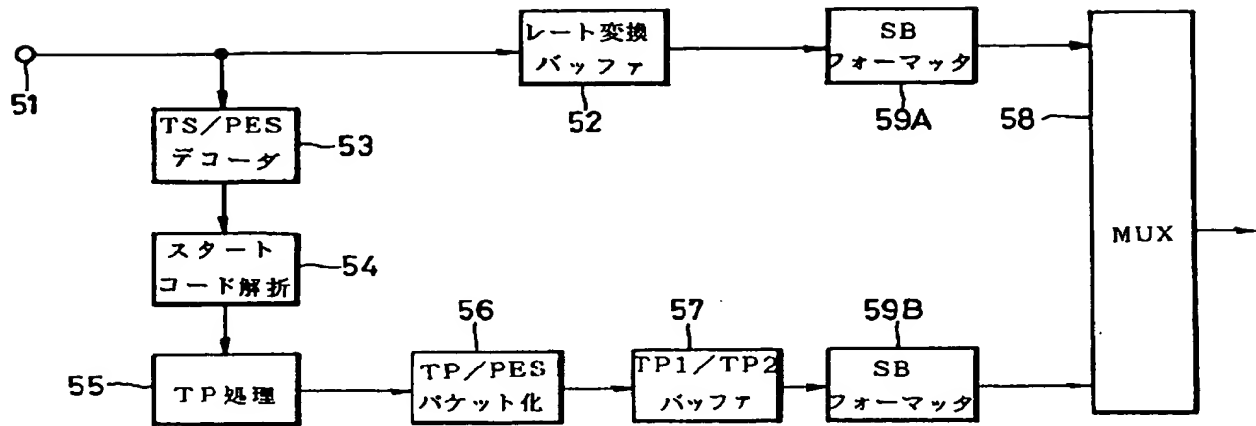 51
レート変換
バッファ
52
SB
フォーマッタ
59A
58
MUX
TS/PES
デコーダ
53
スタート
コード解折
54
55
TP処理
56
TP/PES
パケット化
57
TP1/TP2
バッファ
59B
SB
フォーマッタ